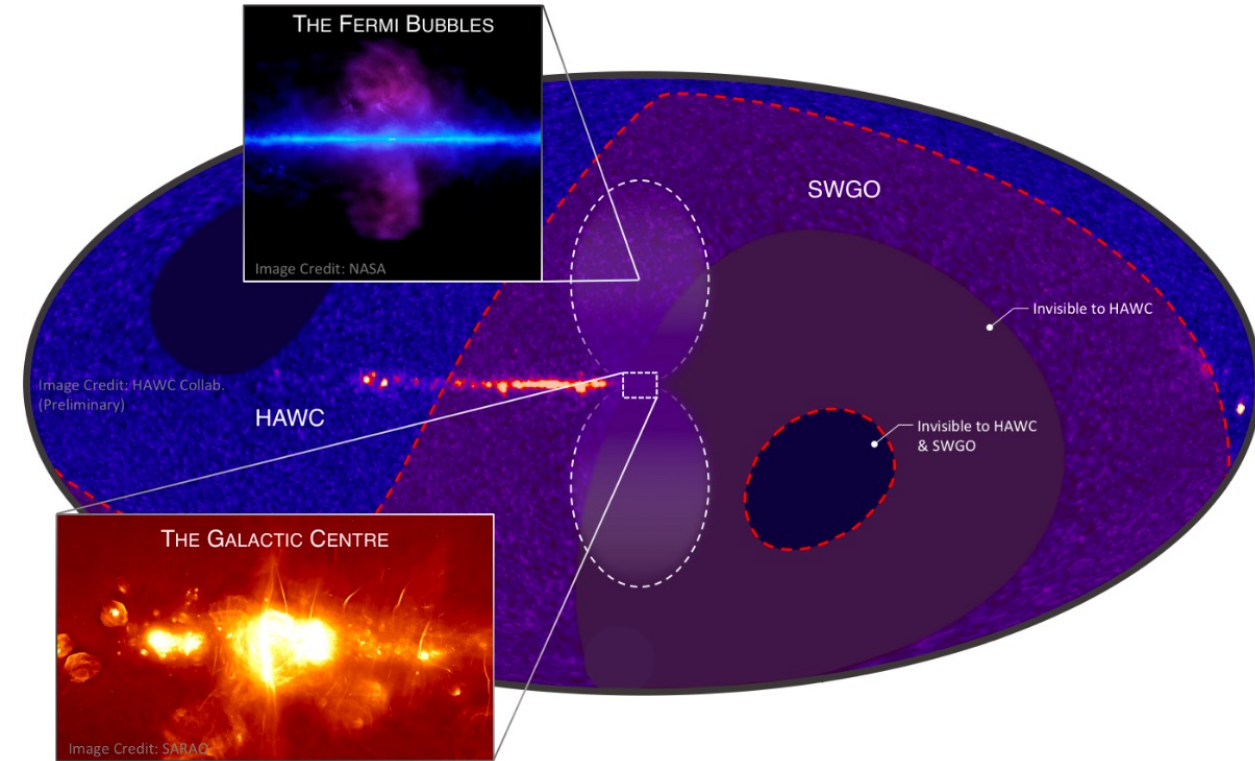 THE FERMI BUBBLES
Image Credit: NASA
SWGO
Invisible to HAWC
Image Credit: HAWC Collab.
(Preliminary)
HAWC
Invisible to HAWC
& SWGO
THE GALACTIC CENTRE
Image Credit: SARAO